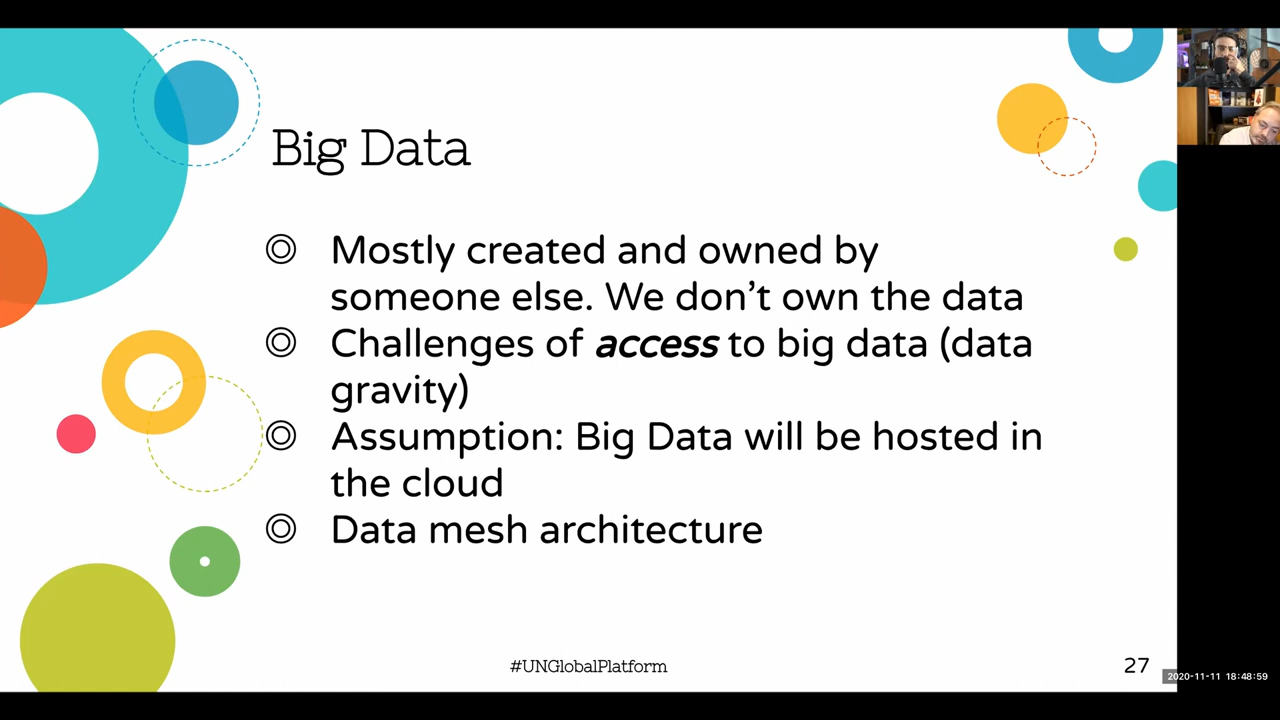 Big Data
◎ Mostly created and owned by
someone else. We don’t own the data
◎ Challenges of access to big data (data
gravity)
◎ Assumption: Big Data will be hosted in
the cloud
◎ Data mesh architecture
#UNGlobalPlatform
27
2020-11-11 18:48:59